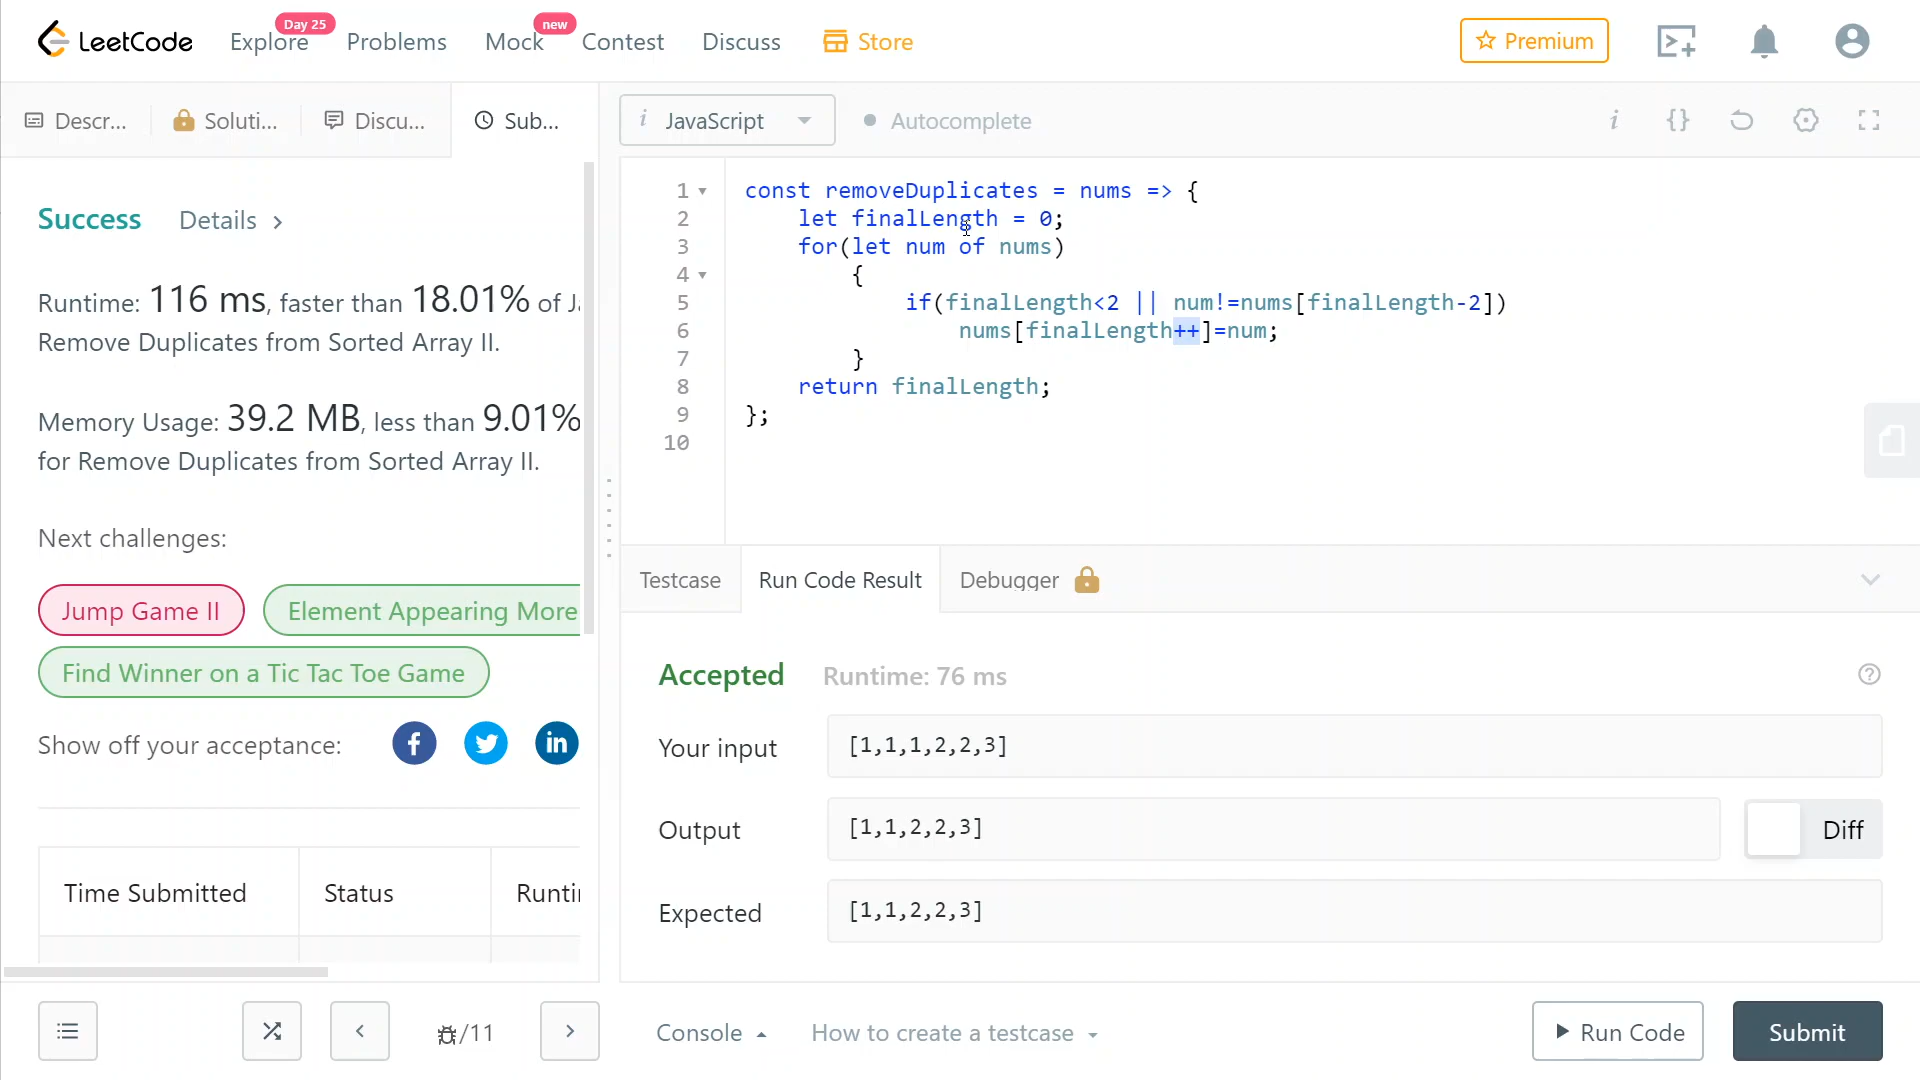 LeetCode Explore Day 25 Problems Mock new Contest Discuss Store Premium
Descr... Soluti... Discu... Sub...
i JavaScript Autocomplete i {}
Success Details >
Runtime: 116 ms, faster than 18.01% of Ja
Remove Duplicates from Sorted Array II.
Memory Usage: 39.2 MB, less than 9.01%
for Remove Duplicates from Sorted Array II.
Next challenges:
Jump Game II Element Appearing More
Find Winner on a Tic Tac Toe Game
Show off your acceptance: f in
Time Submitted Status Runtin
/11
1 const removeDuplicates = nums => {
2 let finalLength = 0;
3 for(let num of nums)
4 {
5 if(finalLength<2 || num!=nums[finalLength-2])
6 nums[finalLength++]=num;
7 }
8 return finalLength;
9 };
10
Testcase Run Code Result Debugger
Accepted Runtime: 76 ms ?
Your input [1,1,1,2,2,3]
Output [1,1,2,2,3] Diff
Expected [1,1,2,2,3]
Console How to create a testcase Run Code Submit